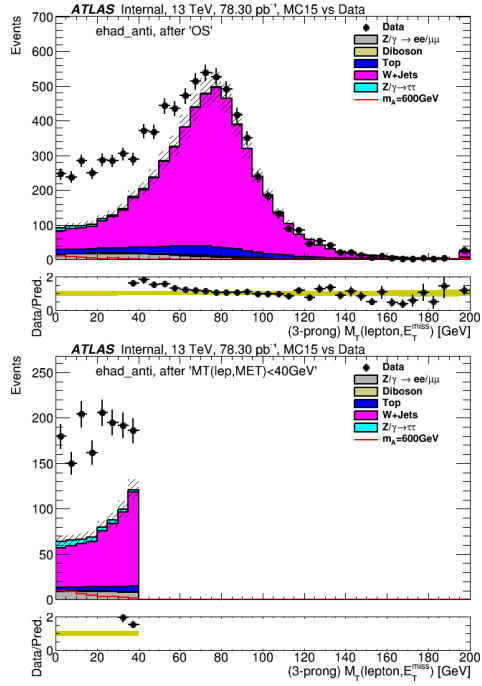 ATLAS Internal, 13 TeV, 78.30 pb⁻¹, MC15 vs Data
Events
700
600
500
400
300
200
100
0
ehad_anti, after 'OS'
Data
Z/γ → ee/μμ
Diboson
Top
W+Jets
Z/γ→ττ
m_A=600GeV
Data/Pred.
2
1
0
0 20 40 60 80 100 120 140 160 180 200
(3-prong) M_T(lepton,E_T^miss) [GeV]
ATLAS Internal, 13 TeV, 78.30 pb⁻¹, MC15 vs Data
Events
250
200
150
100
50
0
ehad_anti, after 'MT(lep,MET)<40GeV'
Data
Z/γ → ee/μμ
Diboson
Top
W+Jets
Z/γ→ττ
m_A=600GeV
Data/Pred.
2
1
0
0 20 40 60 80 100 120 140 160 180 200
(3-prong) M_T(lepton,E_T^miss) [GeV]